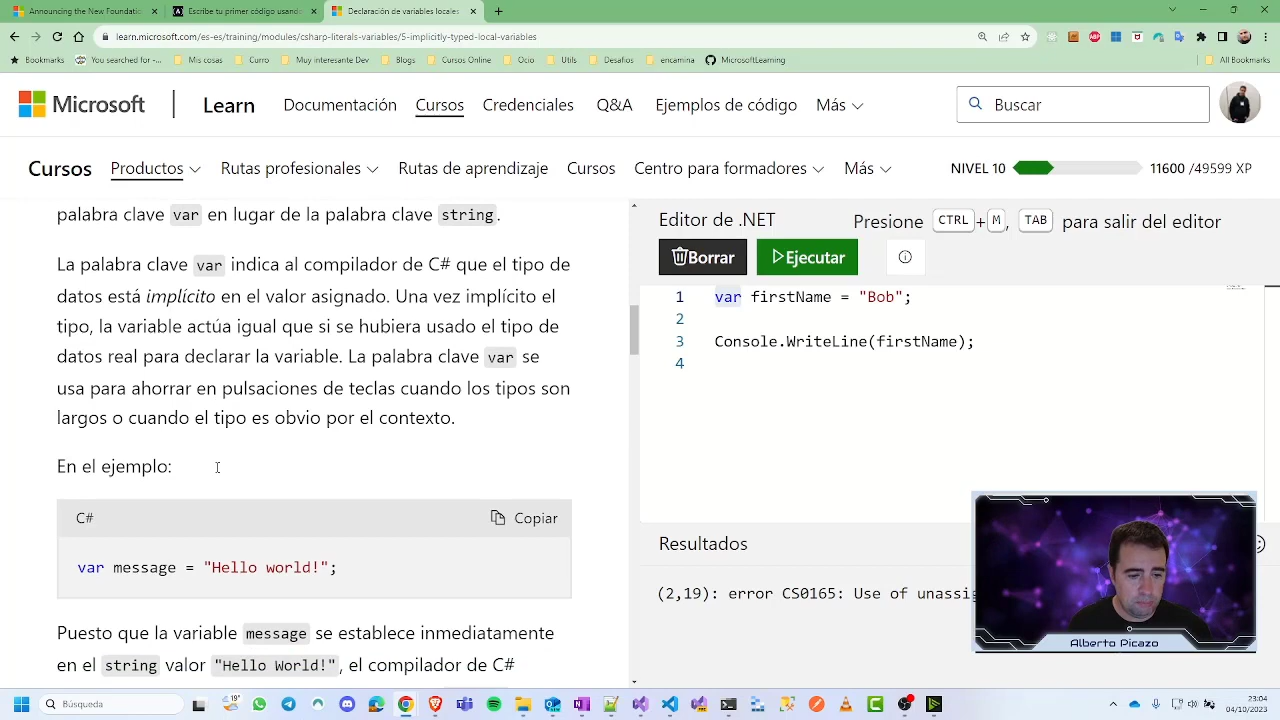 Announcing the New Foundatic
Escribe tu primer código usando
Declaración de variables locales
learn.microsoft.com/es-es/training/modules/csharp-literals-variables/5-implicitly-typed-local-variables
Bookmarks
You searched for -...
Mis cosas
Curro
Muy interesante Dev
Blogs
Cursos Online
Ocio
Utils
Desafios
encamina
MicrosoftLearning
All Bookmarks
Microsoft
Learn
Documentación
Cursos
Credenciales
Q&A
Ejemplos de código
Más
Buscar
Cursos
Productos
Rutas profesionales
Rutas de aprendizaje
Cursos
Centro para formadores
Más
NIVEL 10
11600 /49599 XP
palabra clave var en lugar de la palabra clave string.
La palabra clave var indica al compilador de C# que el tipo de
datos está implícito en el valor asignado. Una vez implícito el
tipo, la variable actúa igual que si se hubiera usado el tipo de
datos real para declarar la variable. La palabra clave var se
usa para ahorrar en pulsaciones de teclas cuando los tipos son
largos o cuando el tipo es obvio por el contexto.
En el ejemplo:
C#
Copiar
var message = "Hello world!";
Puesto que la variable message se establece inmediatamente
en el string valor "Hello World!", el compilador de C#
Editor de .NET
Presione CTRL+M, TAB para salir del editor
Borrar
Ejecutar
1 var firstName = "Bob";
2
3 Console.WriteLine(firstName);
4
Resultados
(2,19): error CS0165: Use of unassig
Alberto Picazo
Búsqueda
19°
23:04
04/10/2023